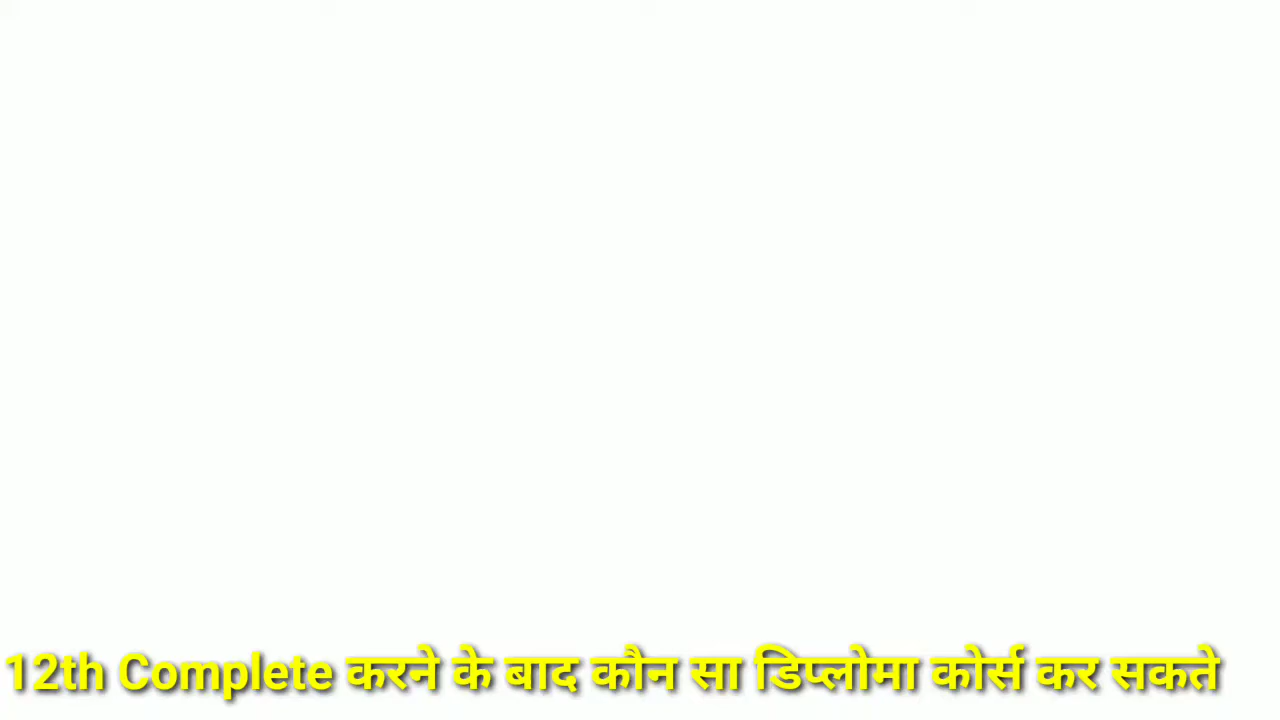 12th Complete करने के बाद कौन सा डिप्लोमा कोर्स कर सकते